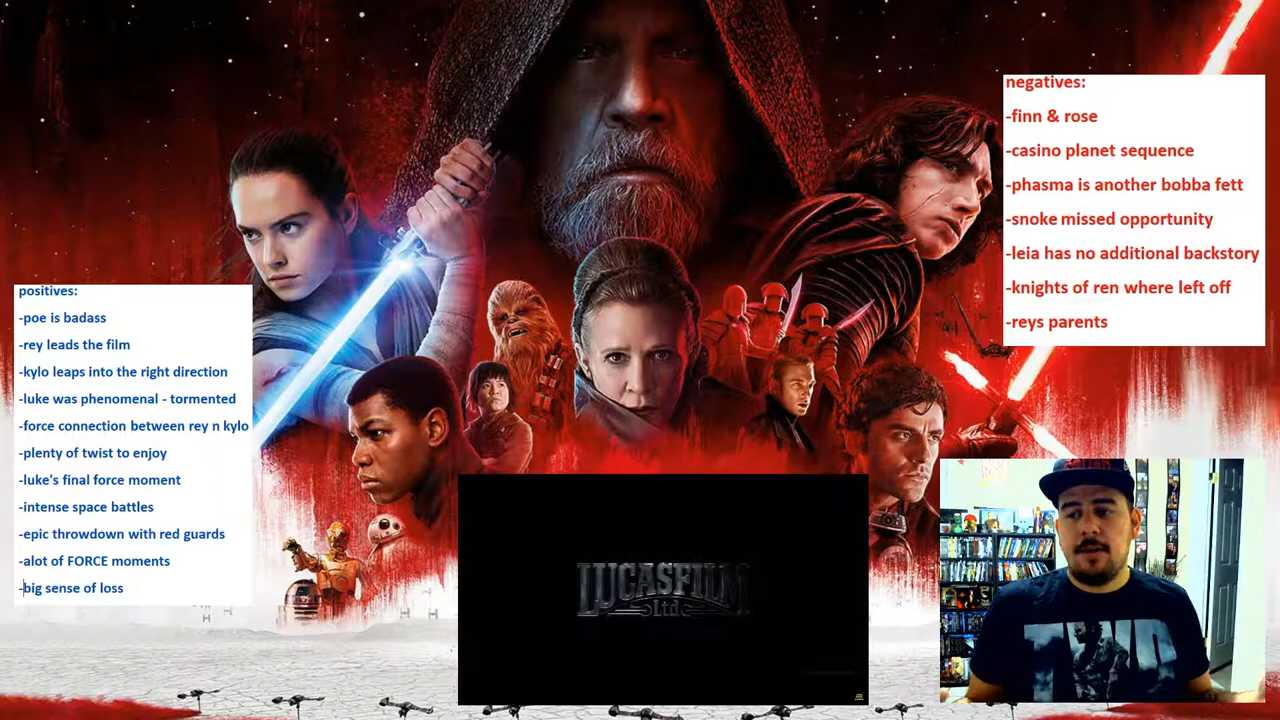 negatives:
-finn & rose
-casino planet sequence
-phasma is another bobba fett
-snoke missed opportunity
-leia has no additional backstory
-knights of ren where left off
-reys parents
positives:
-poe is badass
-rey leads the film
-kylo leaps into the right direction
-luke was phenomenal - tormented
-force connection between rey n kylo
-plenty of twist to enjoy
-luke's final force moment
-intense space battles
-epic throwdown with red guards
-alot of FORCE moments
-big sense of loss
LUCASFILM
Ltd
TWD